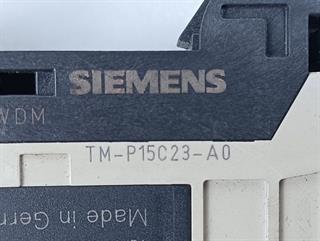 SIEMENS
WDM
TM-P15C23-A0
Made in Germ